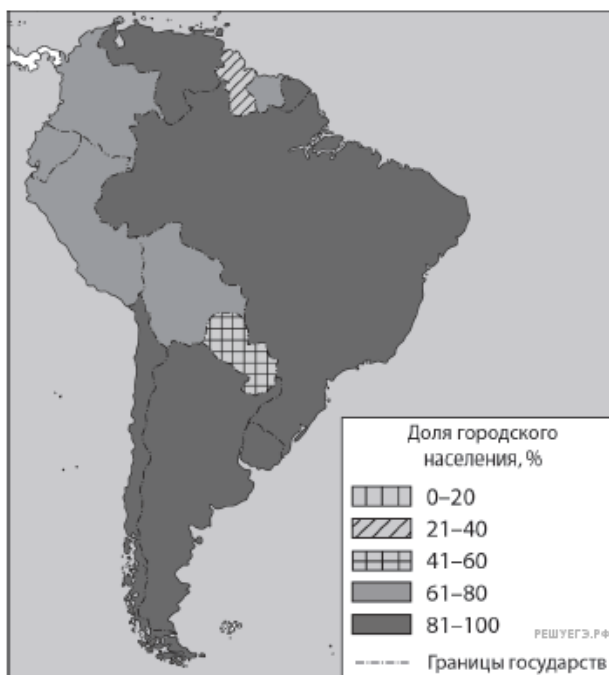 Доля городского
населения, %
0–20
21–40
41–60
61–80
81–100
РЕШУЕГЭ.РФ
Границы государств